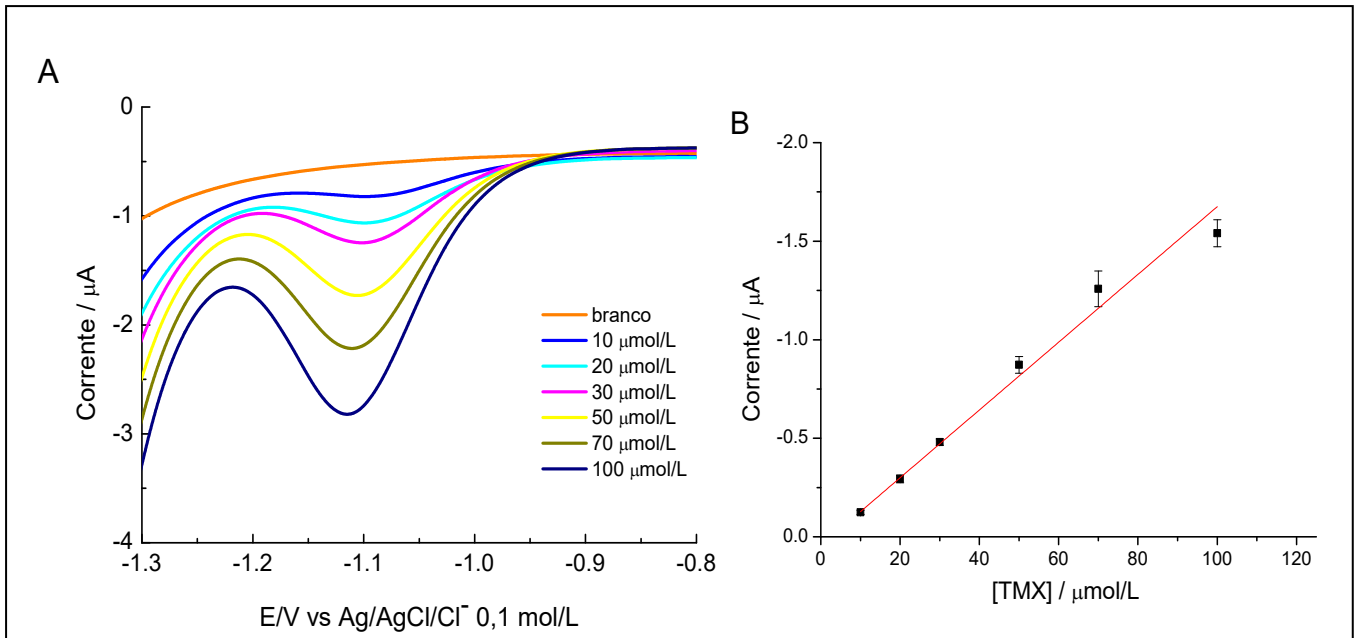 A
0
-1
-2
-3
-4
Corrente / μA
-1.3
-1.2
-1.1
-1.0
-0.9
-0.8
E/V vs Ag/AgCl/Cl⁻ 0,1 mol/L
branco
10 μmol/L
20 μmol/L
30 μmol/L
50 μmol/L
70 μmol/L
100 μmol/L
B
-2.0
-1.5
-1.0
-0.5
0.0
Corrente / μA
0
20
40
60
80
100
120
[TMX] / μmol/L